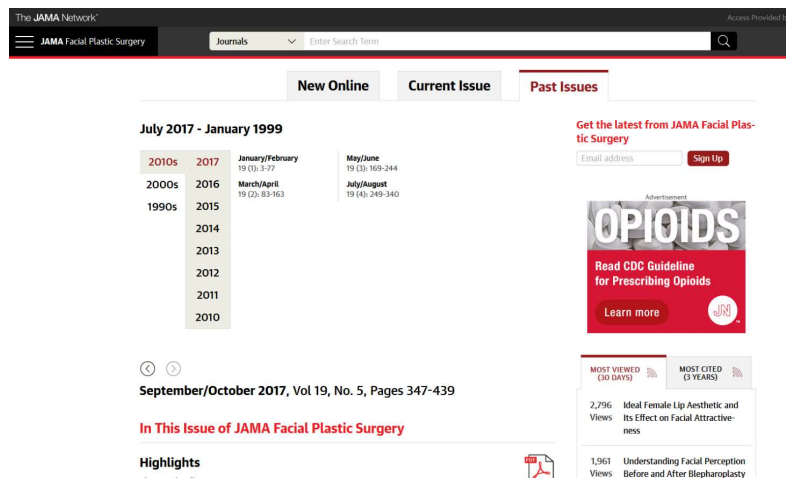 The JAMA Network®
Access Provided
JAMA Facial Plastic Surgery
Journals
Enter Search Term
New Online
Current Issue
Past Issues
July 2017 - January 1999
2010s
2000s
1990s
2017
2016
2015
2014
2013
2012
2011
2010
January/February
19 (1): 3-77
March/April
19 (2): 83-163
May/June
19 (3): 169-244
July/August
19 (4): 249-340
Get the latest from JAMA Facial Plas-
tic Surgery
Email address
Sign Up
Advertisement
OPIOIDS
Read CDC Guideline
for Prescribing Opioids
Learn more
JN
September/October 2017, Vol 19, No. 5, Pages 347-439
In This Issue of JAMA Facial Plastic Surgery
Highlights
PDF
MOST VIEWED
(30 DAYS)
MOST CITED
(3 YEARS)
2,796
Views
Ideal Female Lip Aesthetic and
Its Effect on Facial Attractive-
ness
1,961
Views
Understanding Facial Perception
Before and After Blepharoplasty